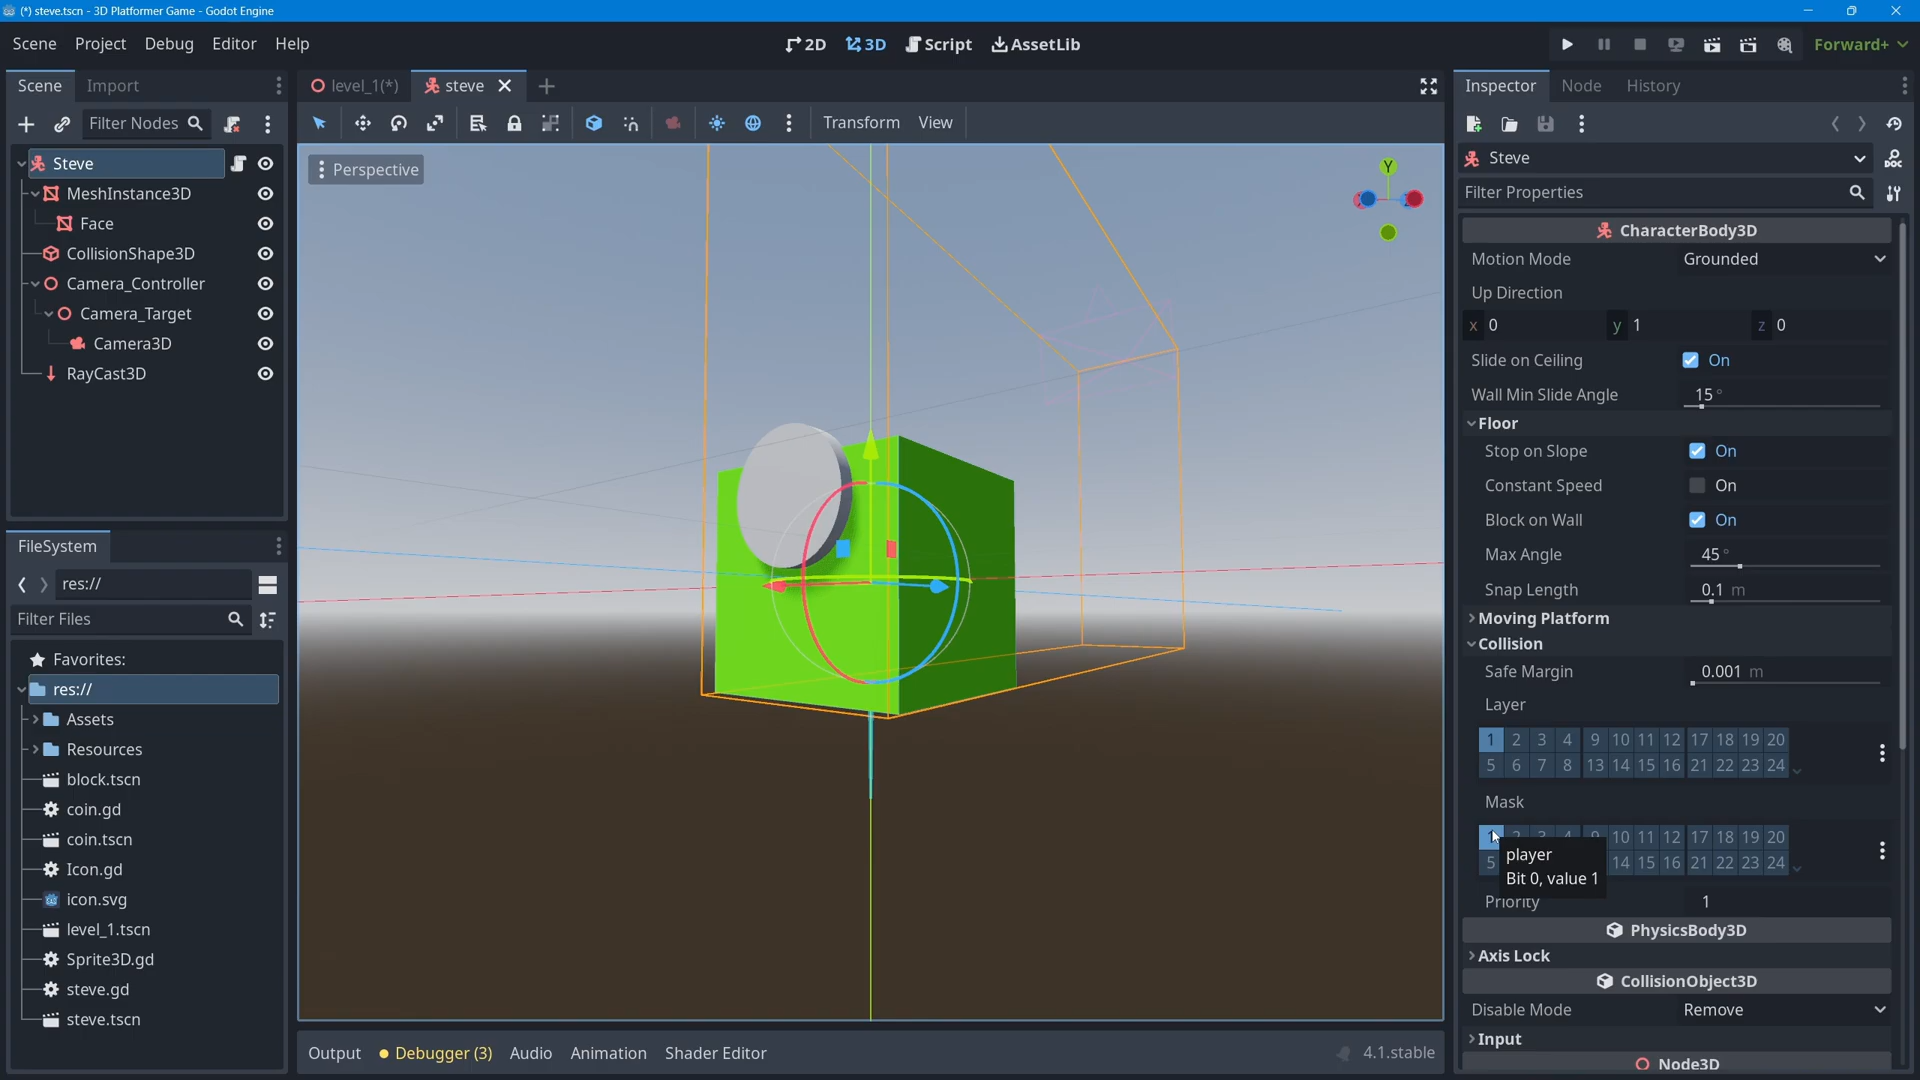 (*) steve.tscn - 3D Platformer Game - Godot Engine
Scene Project Debug Editor Help
2D 3D Script AssetLib
Forward+
Scene Import
level_1(*) steve
Inspector Node History
Filter Nodes
Transform View
Steve
MeshInstance3D
Face
CollisionShape3D
Camera_Controller
Camera_Target
Camera3D
RayCast3D
Perspective
Y
Steve
Filter Properties
CharacterBody3D
Motion Mode Grounded
Up Direction
x 0 y 1 z 0
Slide on Ceiling On
Wall Min Slide Angle 15 °
Floor
Stop on Slope On
Constant Speed On
Block on Wall On
Max Angle 45 °
Snap Length 0.1 m
Moving Platform
Collision
Safe Margin 0.001 m
Layer
1 2 3 4 9 10 11 12 17 18 19 20
5 6 7 8 13 14 15 16 21 22 23 24
Mask
1 2 3 4 9 10 11 12 17 18 19 20
5 14 15 16 21 22 23 24
player
Bit 0, value 1
Priority 1
PhysicsBody3D
Axis Lock
CollisionObject3D
Disable Mode Remove
Input
Node3D
FileSystem
res://
Filter Files
Favorites:
res://
Assets
Resources
block.tscn
coin.gd
coin.tscn
Icon.gd
icon.svg
level_1.tscn
Sprite3D.gd
steve.gd
steve.tscn
Output Debugger (3) Audio Animation Shader Editor
4.1.stable